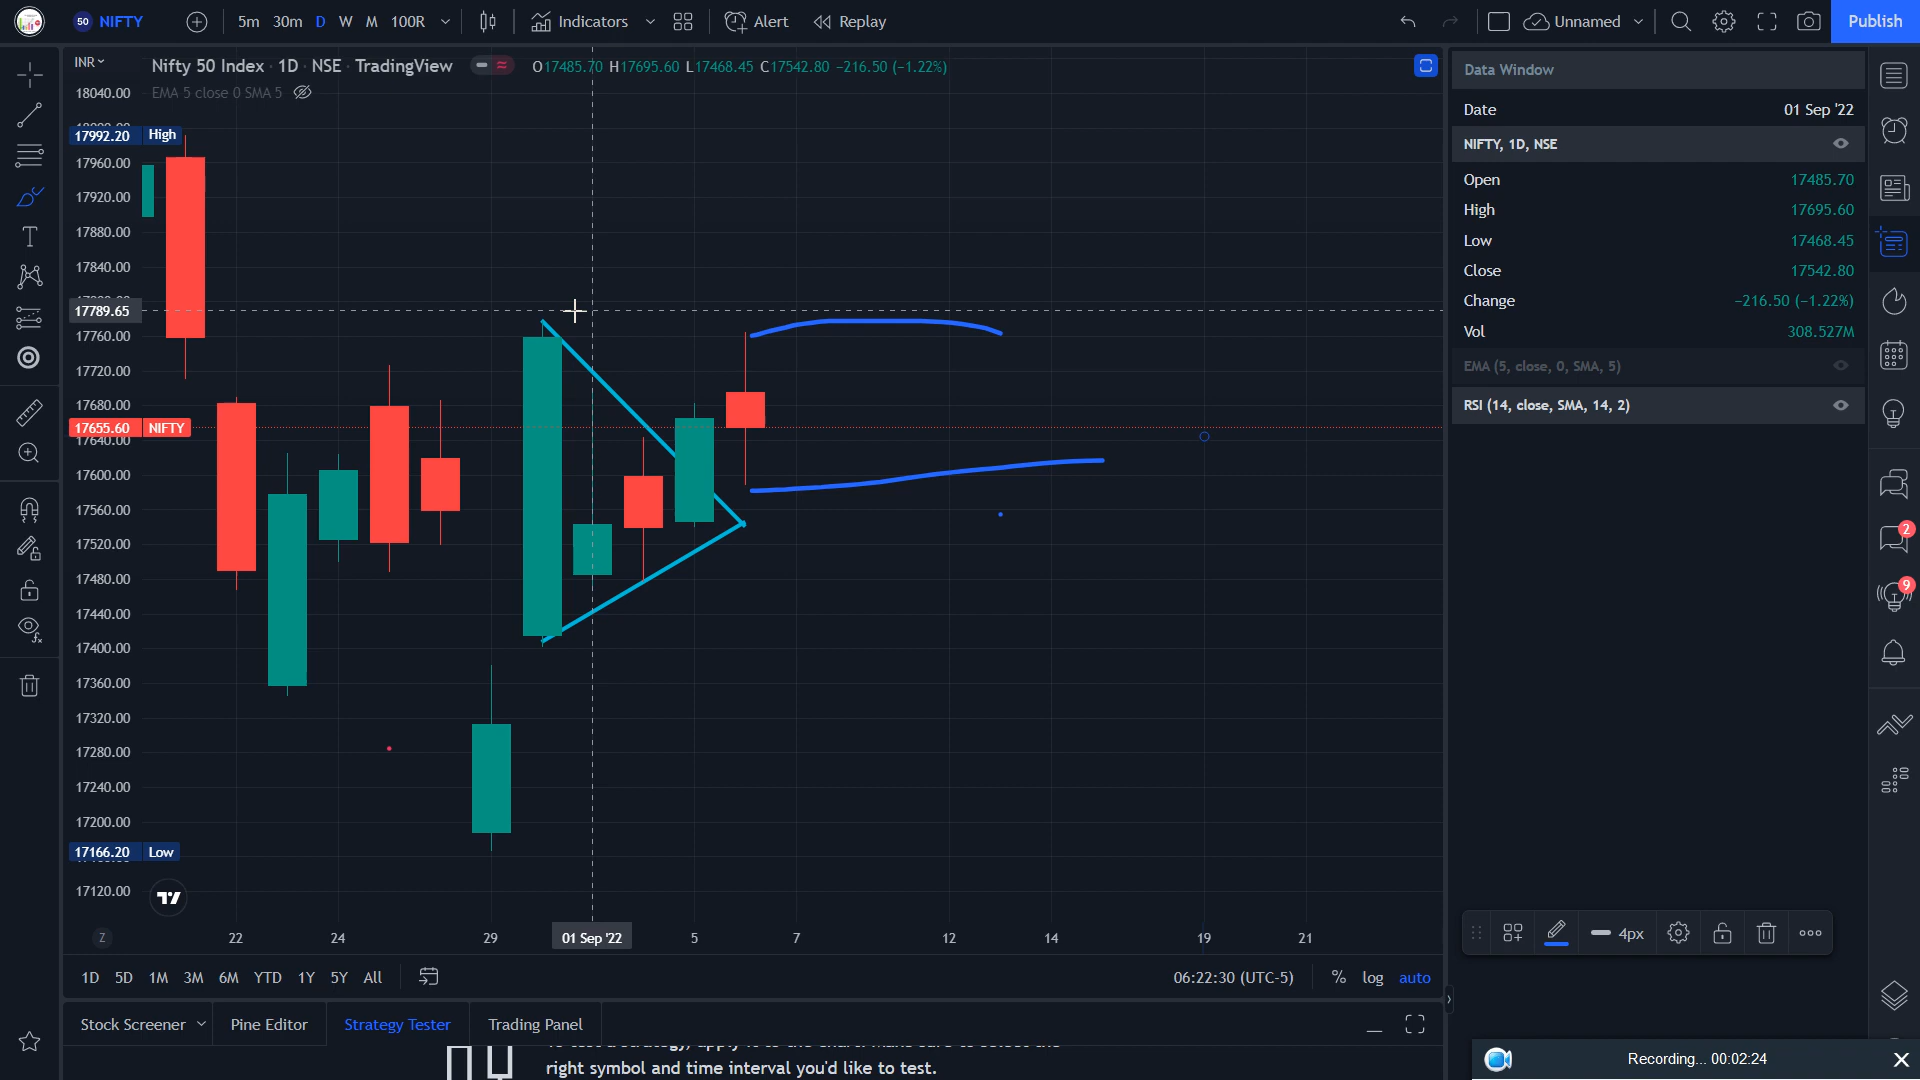 50 NIFTY 5m 30m D W M 100R Indicators Alert Replay Unnamed Publish
INR
Nifty 50 Index · 1D · NSE · TradingView O17485.70 H17695.60 L17468.45 C17542.80 −216.50 (−1.22%)
EMA 5 close 0 SMA 5
18040.00
17992.20 High
17960.00
17920.00
17880.00
17840.00
17789.65
17760.00
17720.00
17680.00
17655.60 NIFTY
17640.00
17600.00
17560.00
17520.00
17480.00
17440.00
17400.00
17360.00
17320.00
17280.00
17240.00
17200.00
17166.20 Low
17120.00
Z 22 24 29 01 Sep '22 5 7 12 14 19 21
1D 5D 1M 3M 6M YTD 1Y 5Y All 06:22:30 (UTC-5) % log auto
Stock Screener Pine Editor Strategy Tester Trading Panel
right symbol and time interval you'd like to test.
Data Window
Date 01 Sep '22
NIFTY, 1D, NSE
Open 17485.70
High 17695.60
Low 17468.45
Close 17542.80
Change −216.50 (−1.22%)
Vol 308.527M
EMA (5, close, 0, SMA, 5)
RSI (14, close, SMA, 14, 2)
2
9
4px
Recording... 00:02:24